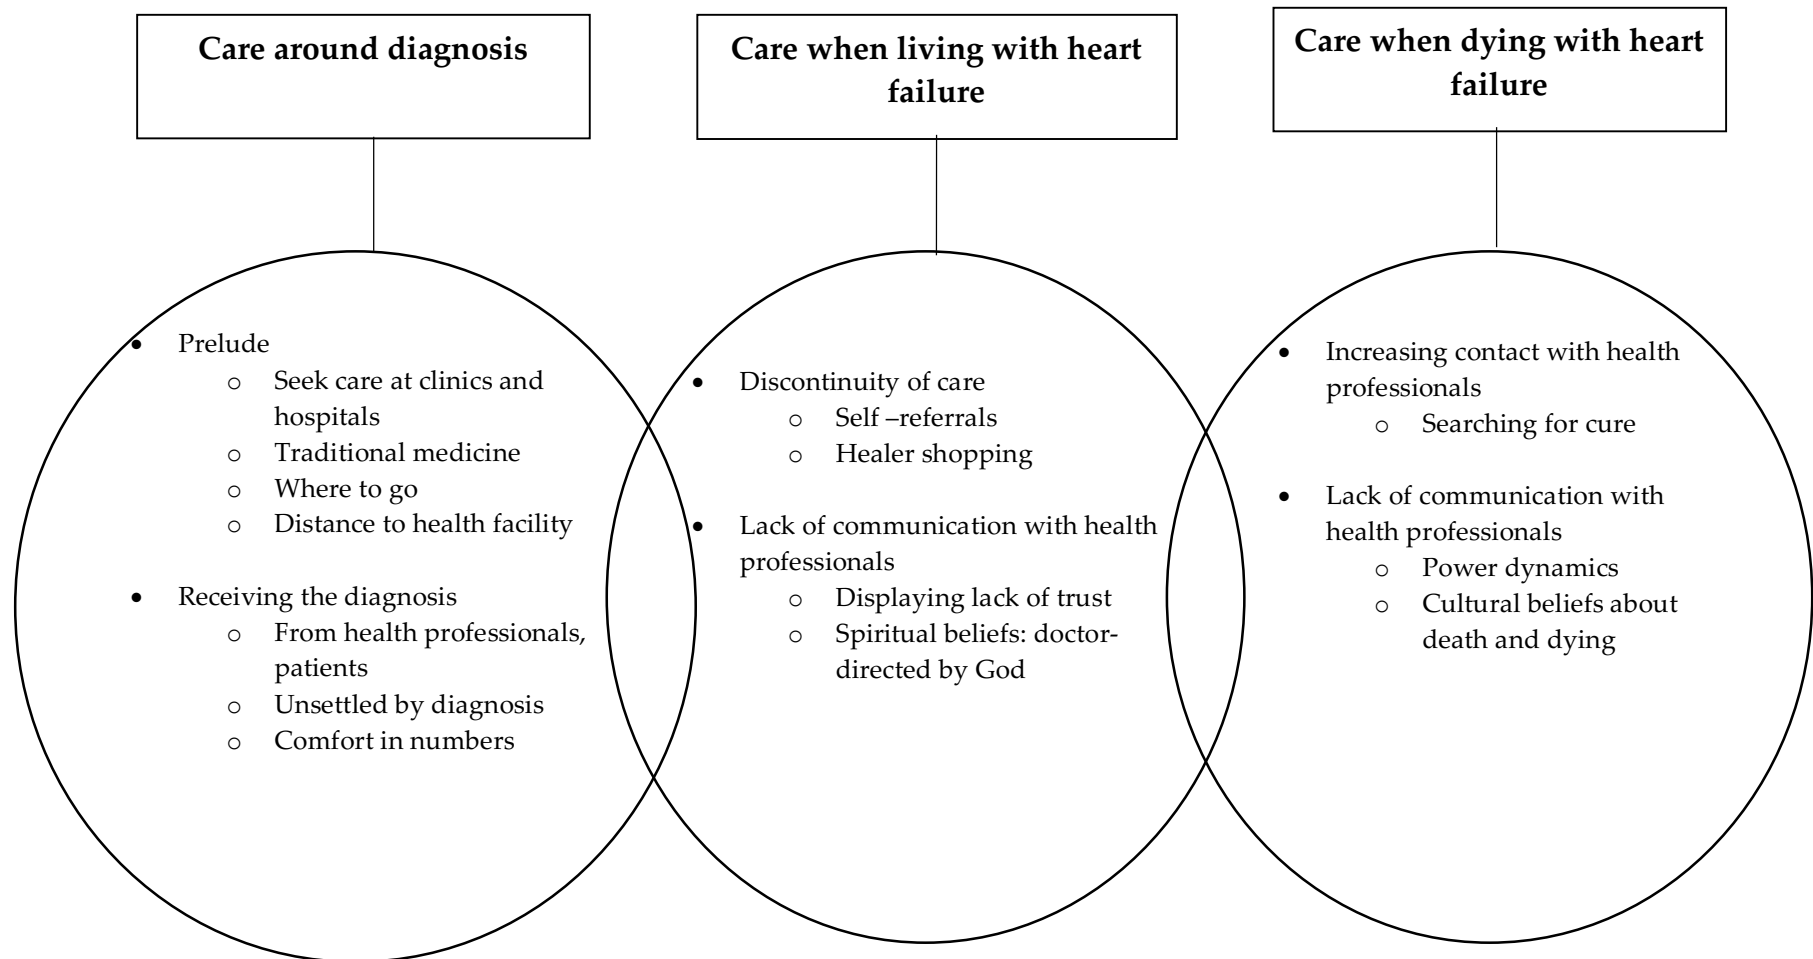 Care around diagnosis
• Prelude
o Seek care at clinics and
hospitals
o Traditional medicine
o Where to go
o Distance to health facility
• Receiving the diagnosis
o From health professionals,
patients
o Unsettled by diagnosis
o Comfort in numbers
Care when living with heart
failure
• Discontinuity of care
o Self –referrals
o Healer shopping
• Lack of communication with health
professionals
o Displaying lack of trust
o Spiritual beliefs: doctor-
directed by God
Care when dying with heart
failure
• Increasing contact with health
professionals
o Searching for cure
• Lack of communication with
health professionals
o Power dynamics
o Cultural beliefs about
death and dying